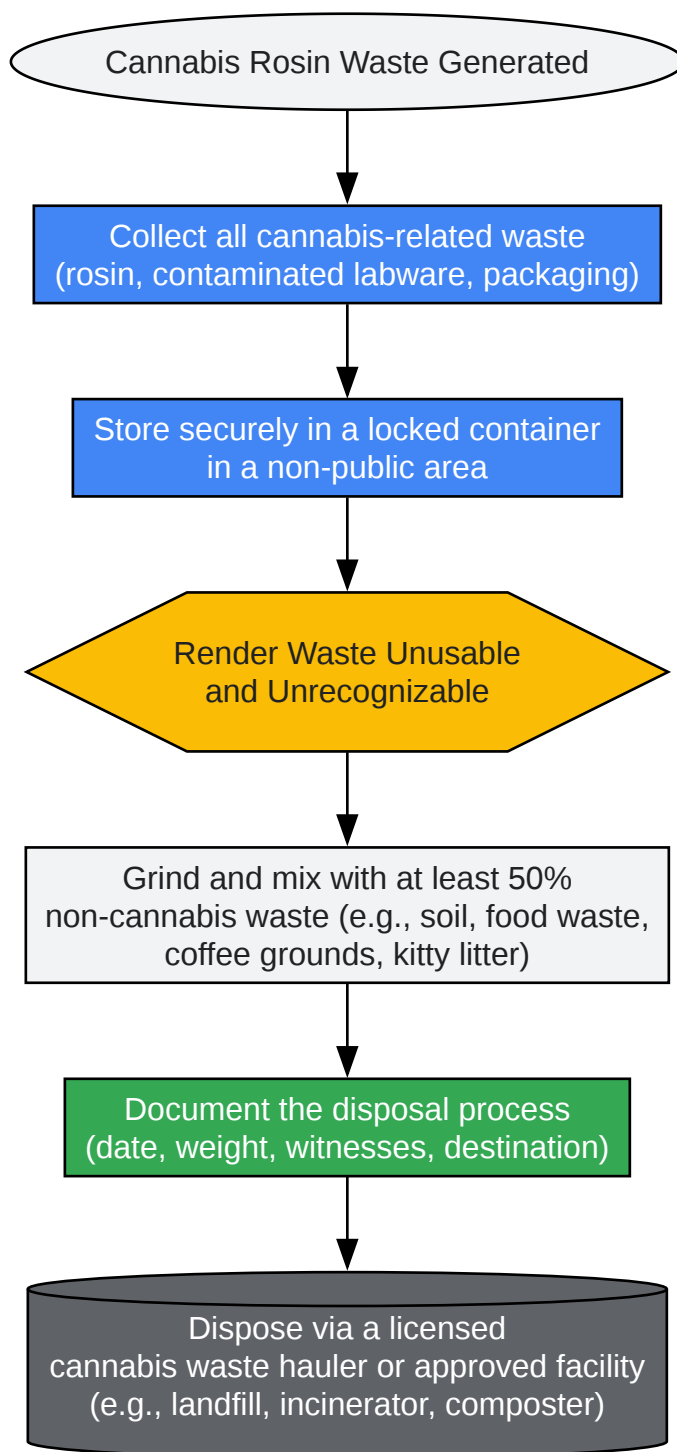 Cannabis Rosin Waste Generated
Collect all cannabis-related waste
(rosin, contaminated labware, packaging)
Store securely in a locked container
in a non-public area
Render Waste Unusable
and Unrecognizable
Grind and mix with at least 50%
non-cannabis waste (e.g., soil, food waste,
coffee grounds, kitty litter)
Document the disposal process
(date, weight, witnesses, destination)
Dispose via a licensed
cannabis waste hauler or approved facility
(e.g., landfill, incinerator, composter)